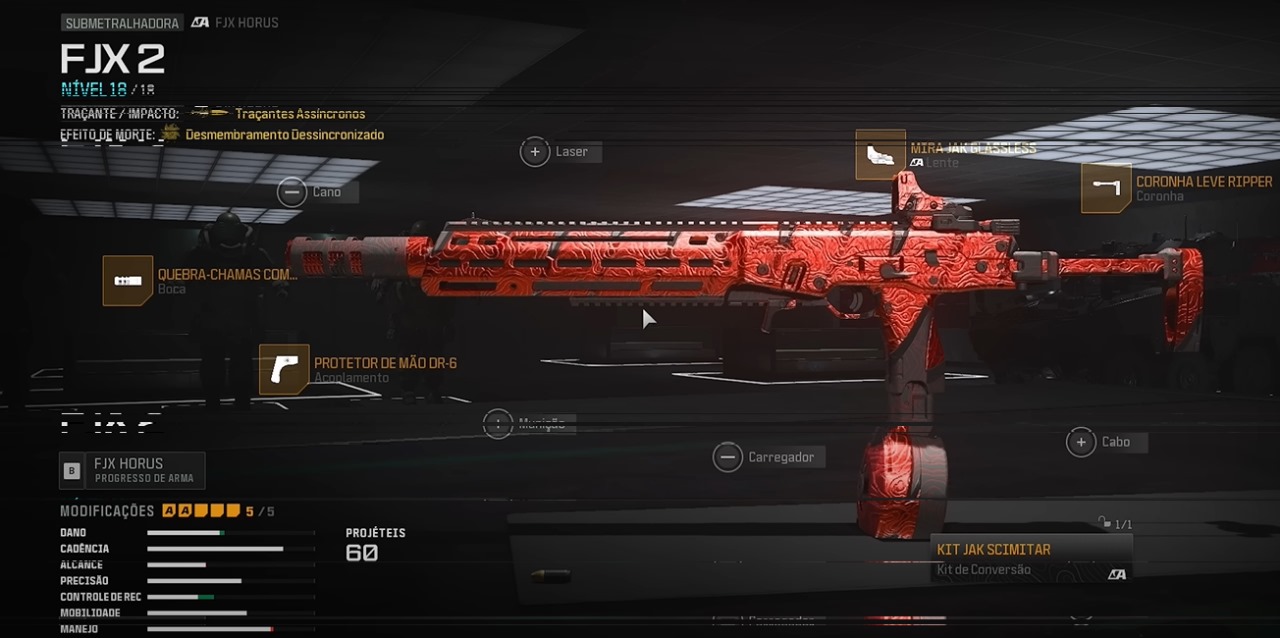 SUBMETRALHADORA FJX HORUS
FJX 2
NÍVEL 18 / 18
TRAÇANTE / IMPACTO: Traçantes Assíncronos
EFEITO DE MORTE: Desmembramento Dessincronizado
Laser
MIRA JAK GLASSLESS
Lente
CORONHA LEVE RIPPER
Coronha
Cano
QUEBRA-CHAMAS COM...
Boca
PROTETOR DE MÃO DR-6
Acoplamento
Munição
Carregador
Cabo
B
FJX HORUS
PROGRESSO DE ARMA
MODIFICAÇÕES 5 / 5
DANO
CADÊNCIA
ALCANCE
PRECISÃO
CONTROLE DE REC
MOBILIDADE
MANEJO
PROJÉTEIS
60
1/1
KIT JAK SCIMITAR
Kit de Conversão